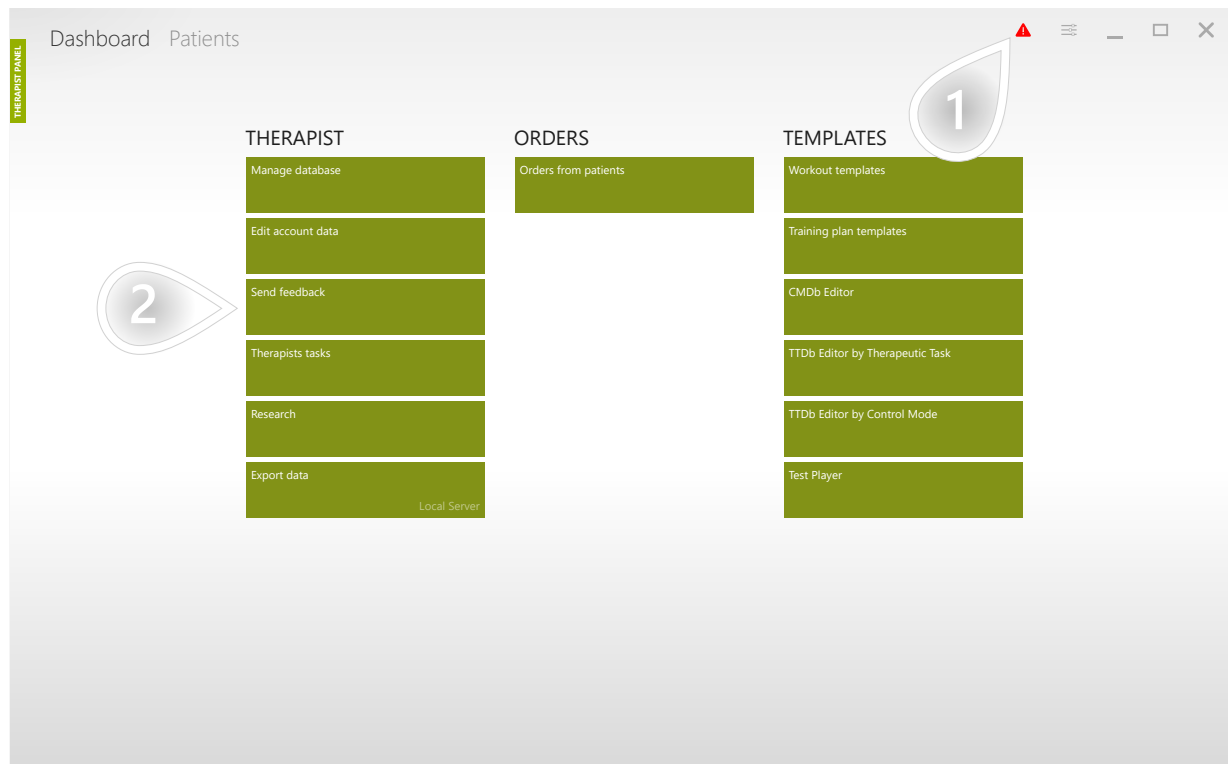 Dashboard Patients
THERAPIST PANEL
1
THERAPIST
Manage database
Edit account data
Send feedback
Therapists tasks
Research
Export data
Local Server
2
ORDERS
Orders from patients
TEMPLATES
Workout templates
Training plan templates
CMDb Editor
TTDb Editor by Therapeutic Task
TTDb Editor by Control Mode
Test Player